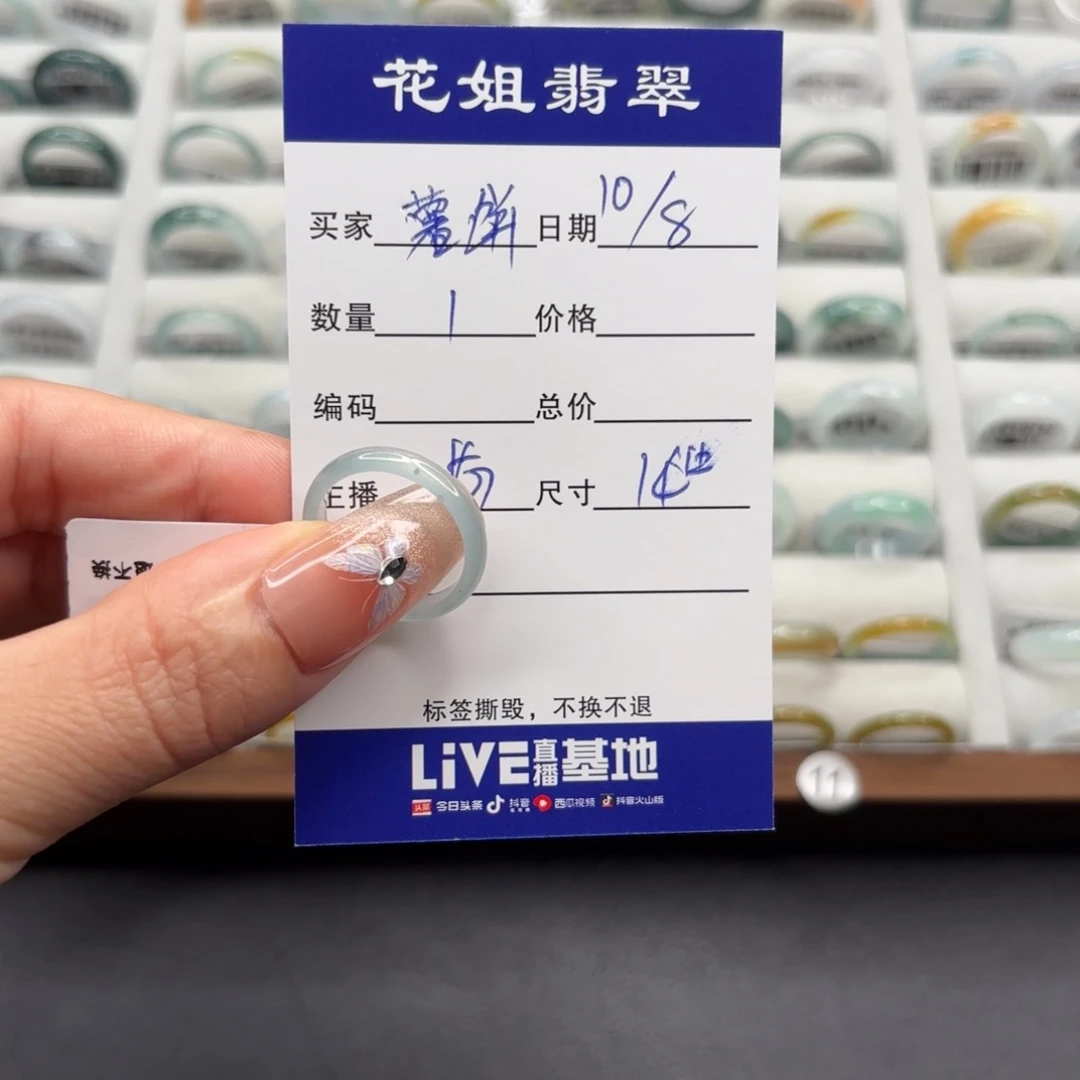 花姐翡翠
买家 薯饼 日期 10/8
数量 1 价格
编码 总价
主播 尺寸 14
标签撕毁，不换不退
LiVE直播基地
头条 今日头条 抖音 西瓜视频 抖音火山版
11